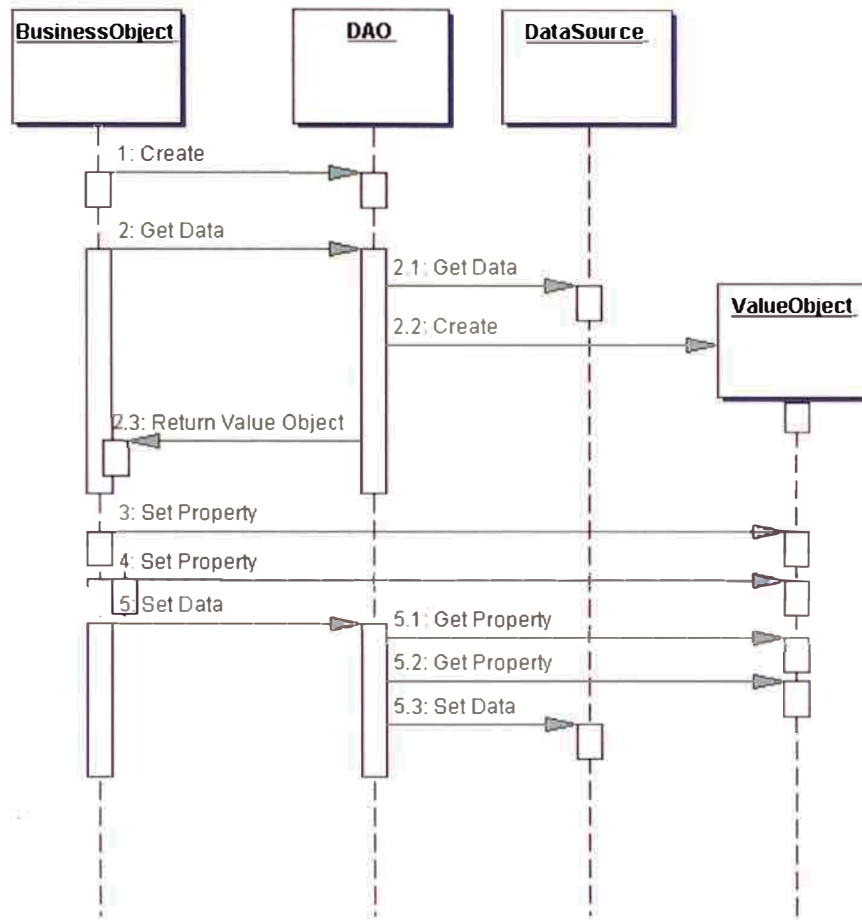 BusinessObject
DAO
DataSource
1: Create
2: Get Data
2.1: Get Data
ValueObject
2.2: Create
2.3: Return Value Object
3: Set Property
4: Set Property
5: Set Data
5.1: Get Property
5.2: Get Property
5.3: Set Data